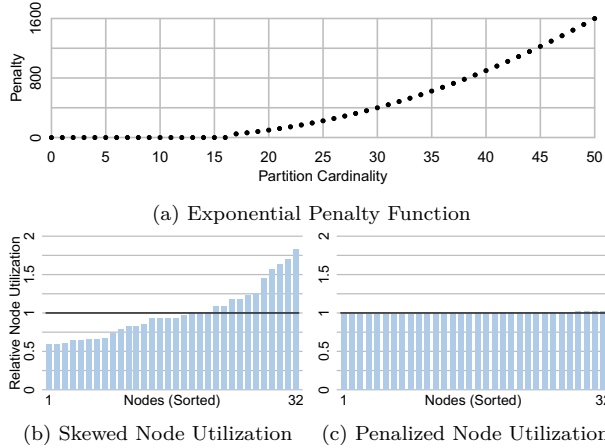 1600
800
0
Penalty
0 5 10 15 20 25 30 35 40 45 50
Partition Cardinality
(a) Exponential Penalty Function
Relative Node Utilization
2
1.5
1
0.5
0
1 Nodes (Sorted) 32
(b) Skewed Node Utilization
2
1.5
1
0.5
0
1 Nodes (Sorted) 32
(c) Penalized Node Utilization